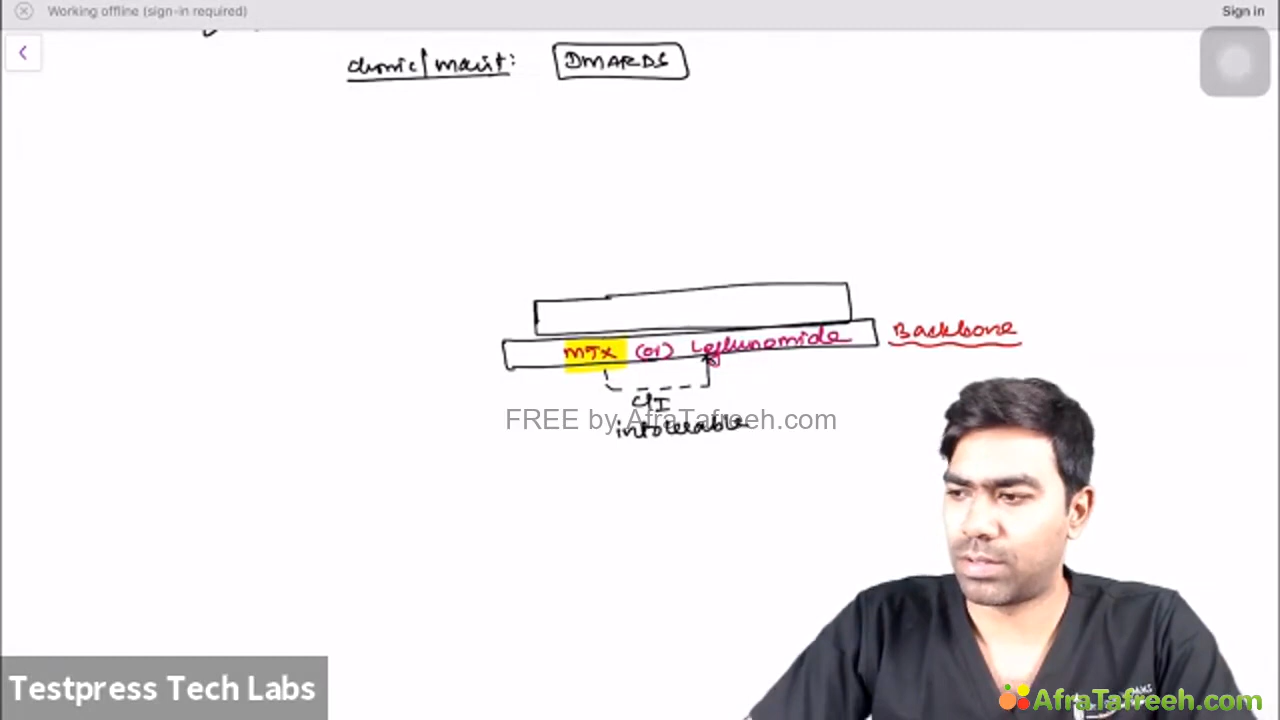 Working offline (sign-in required)
Sign in
chronic/maint:
DMARDS
MTX (or) Leflunomide
Backbone
C/I
intolerable
FREE by AfraTafreeh.com
Testpress Tech Labs
AfraTafreeh.com